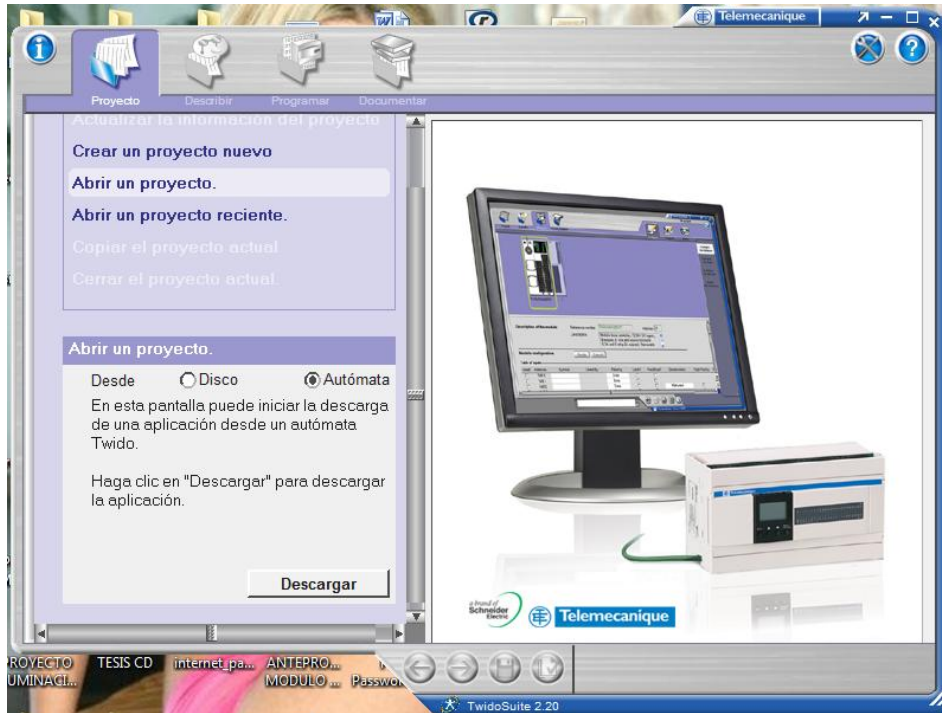 Telemecanique
Proyecto
Describir
Programar
Documentar
Actualizar la información del proyecto
Crear un proyecto nuevo
Abrir un proyecto.
Abrir un proyecto reciente.
Copiar el proyecto actual
Cerrar el proyecto actual.
Abrir un proyecto.
Desde Disco Autómata
En esta pantalla puede iniciar la descarga
de una aplicación desde un autómata
Twido.
Haga clic en "Descargar" para descargar
la aplicación.
Descargar
a brand of
Schneider
Electric
Telemecanique
TESIS CD
internet_pa...
ANTEPRO...
MODULO ...
TwidoSuite 2.20